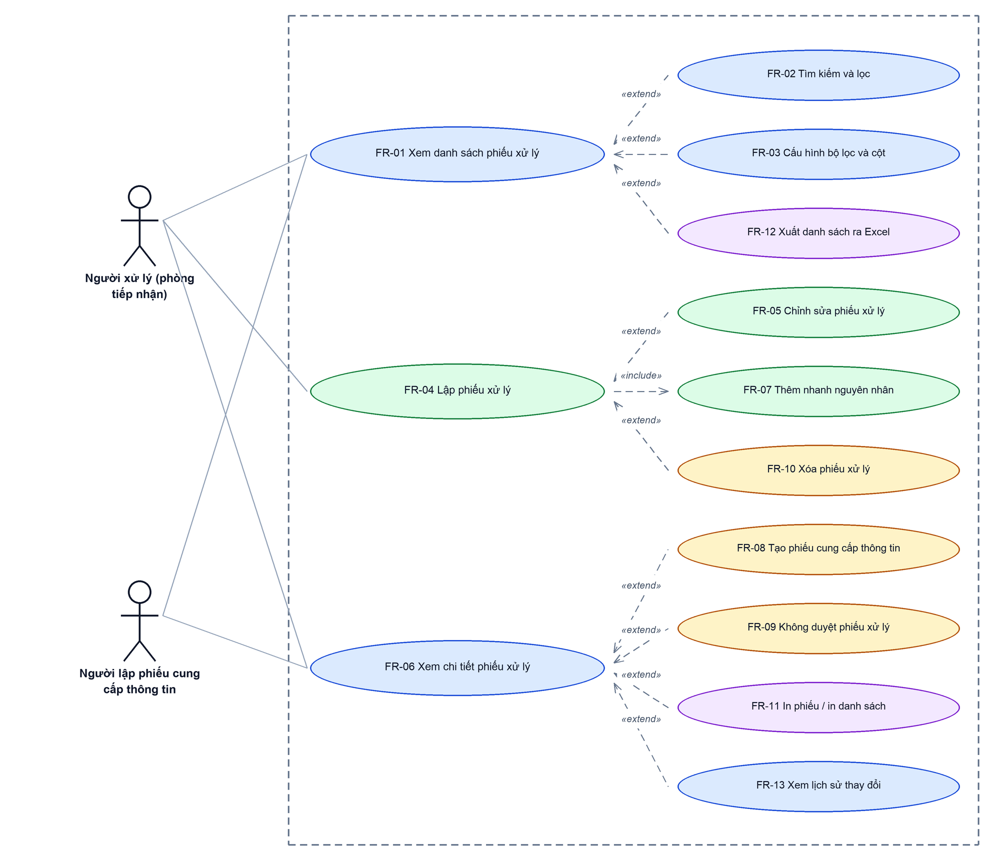 FR-02 Tìm kiếm và lọc
«extend»
«extend»
FR-01 Xem danh sách phiếu xử lý
FR-03 Cấu hình bộ lọc và cột
«extend»
FR-12 Xuất danh sách ra Excel
Người xử lý (phòng
tiếp nhận)
FR-05 Chỉnh sửa phiếu xử lý
«extend»
«include»
FR-04 Lập phiếu xử lý
FR-07 Thêm nhanh nguyên nhân
«extend»
FR-10 Xóa phiếu xử lý
FR-08 Tạo phiếu cung cấp thông tin
«extend»
FR-09 Không duyệt phiếu xử lý
«extend»
Người lập phiếu cung
cấp thông tin
FR-06 Xem chi tiết phiếu xử lý
«extend»
FR-11 In phiếu / in danh sách
«extend»
FR-13 Xem lịch sử thay đổi